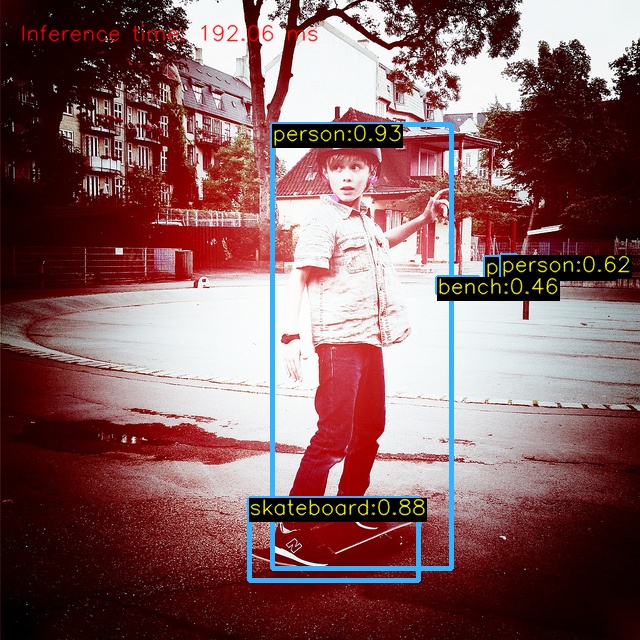 Inference time: 192.06 ms
person:0.93
p
person:0.62
bench:0.46
skateboard:0.88
N